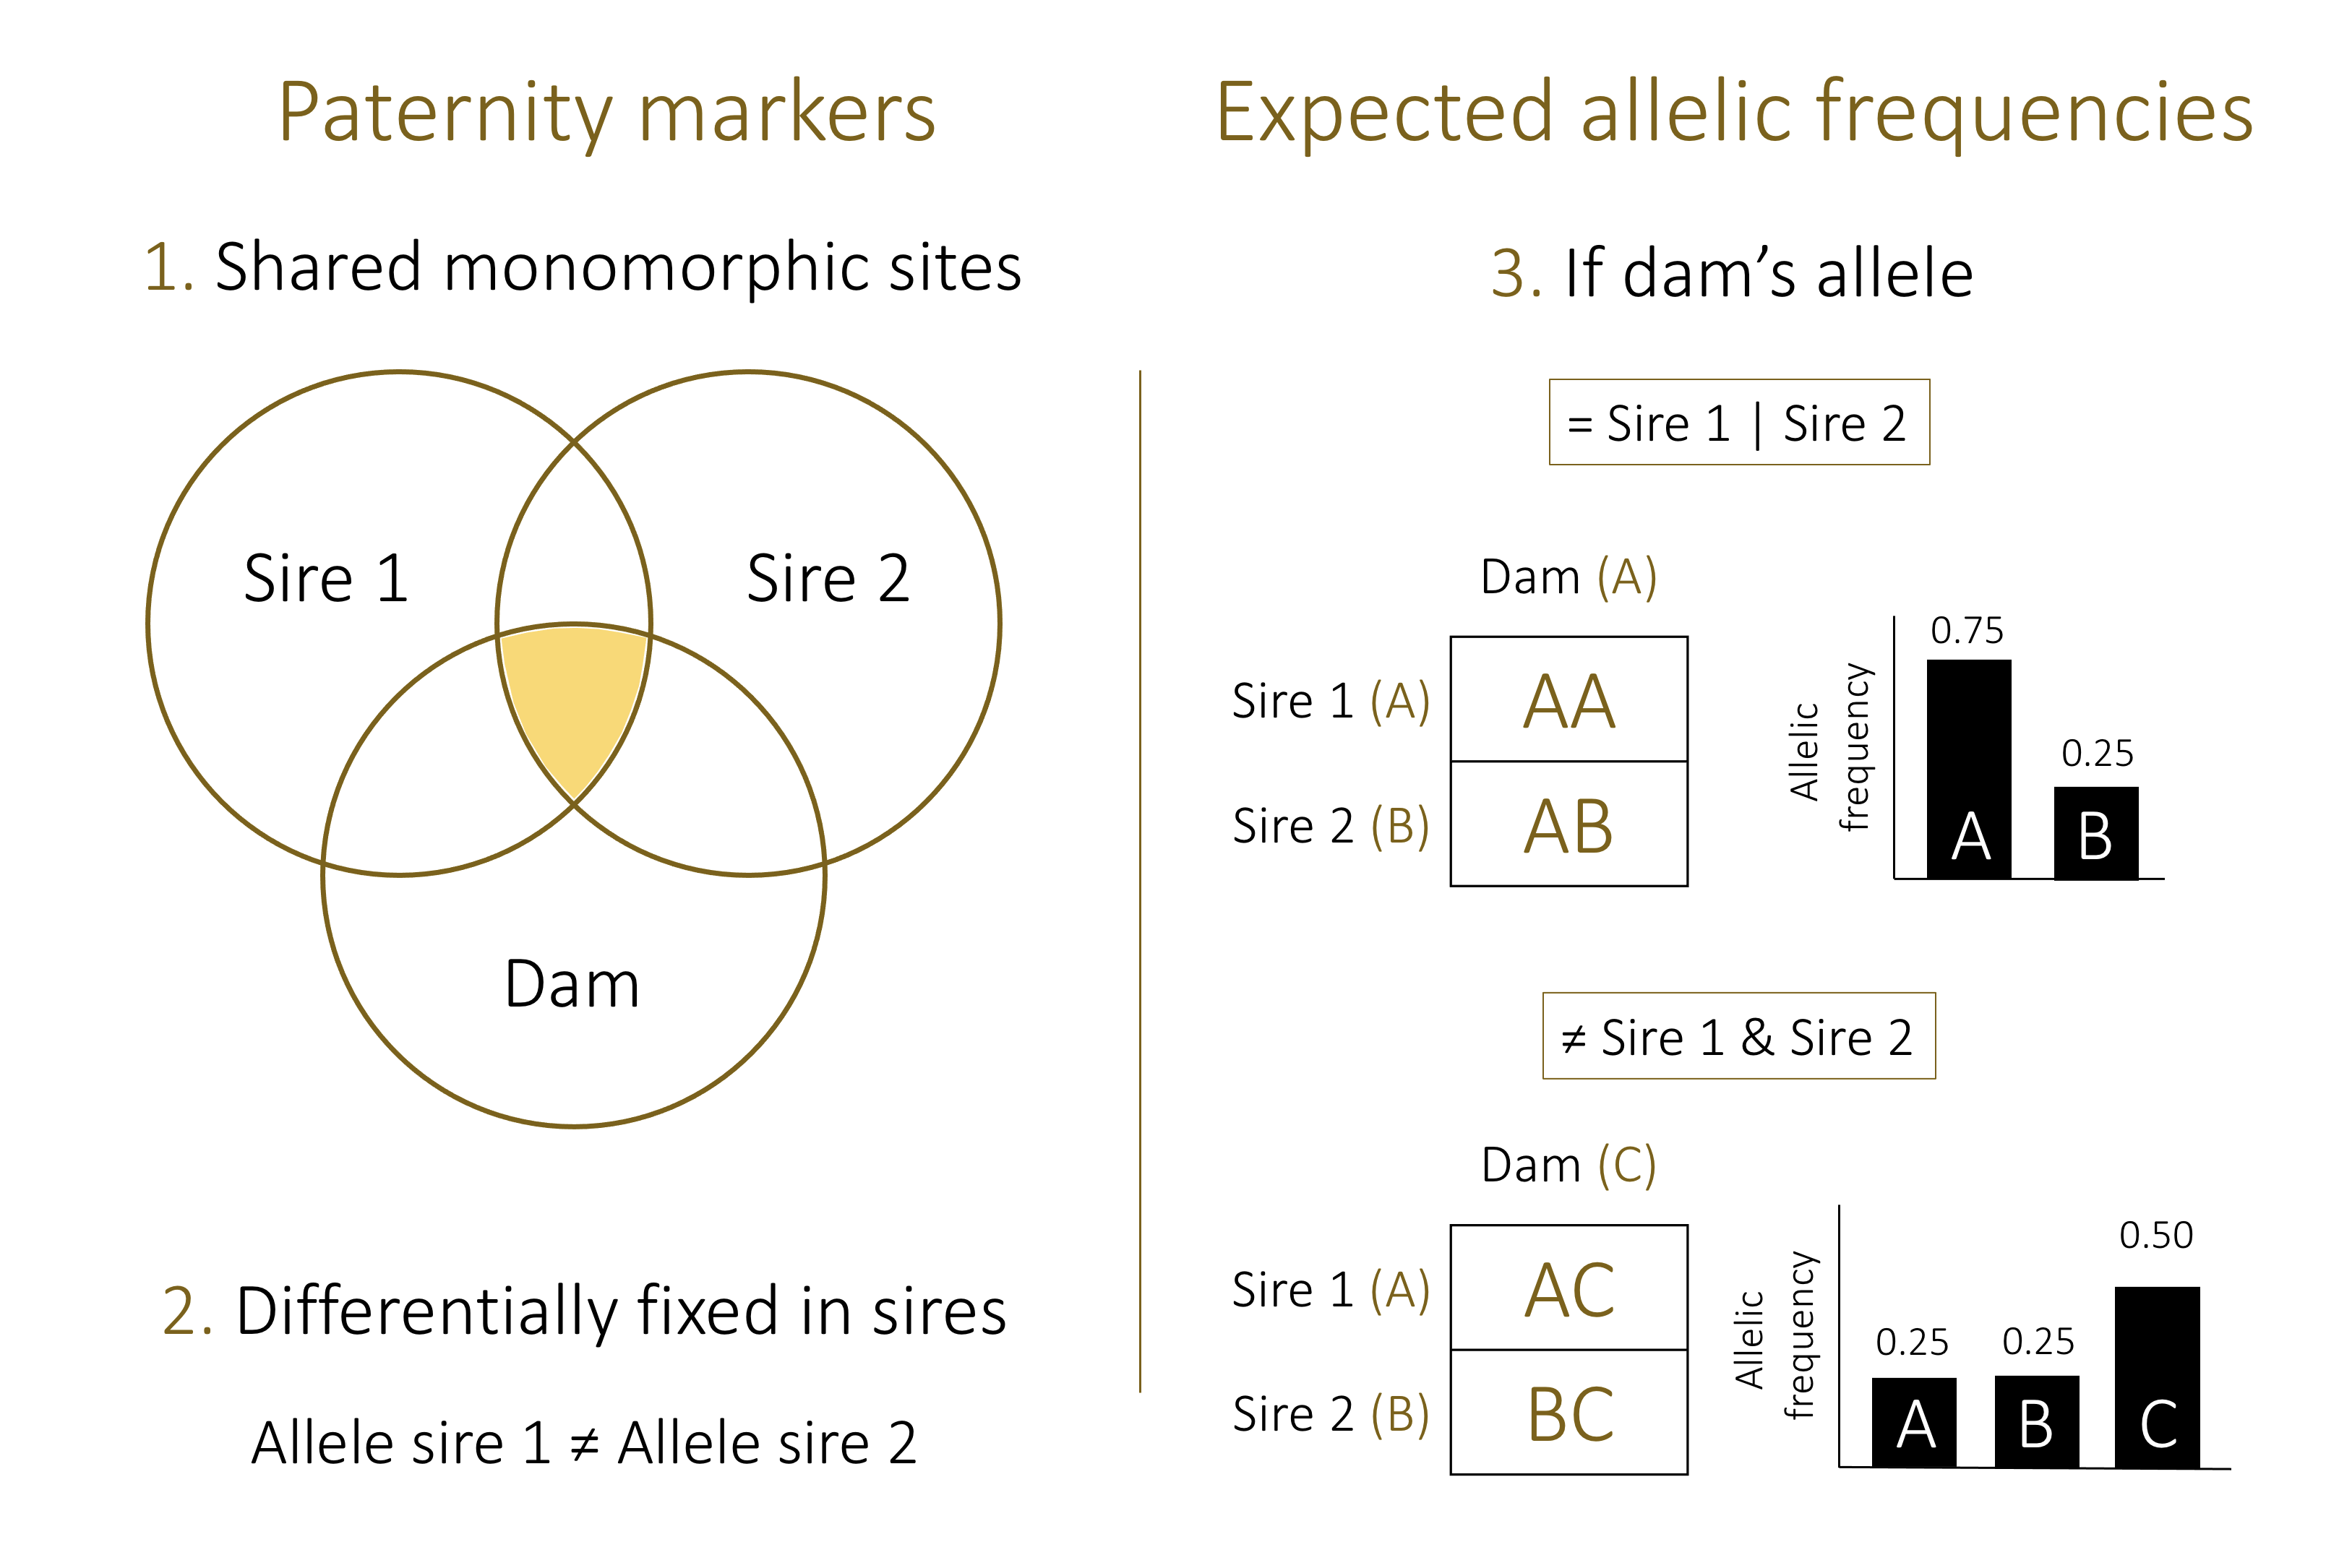 Paternity markers
1. Shared monomorphic sites
Sire 1
Sire 2
Dam
2. Differentially fixed in sires
Allele sire 1 ≠ Allele sire 2
Expected allelic frequencies
3. If dam’s allele
= Sire 1 | Sire 2
Dam (A)
Sire 1 (A)
AA
Sire 2 (B)
AB
Allelic
frequency
0.75
0.25
A
B
≠ Sire 1 & Sire 2
Dam (C)
Sire 1 (A)
AC
Sire 2 (B)
BC
Allelic
frequency
0.25
0.25
0.50
A
B
C